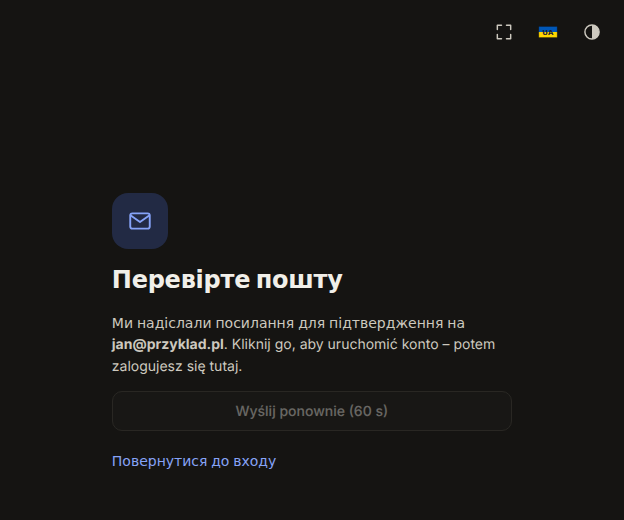 UA
Перевірте пошту
Ми надіслали посилання для підтвердження на
jan@przyklad.pl. Kliknij go, aby uruchomić konto – potem
zalogujesz się tutaj.
Wyślij ponownie (60 s)
Повернутися до входу